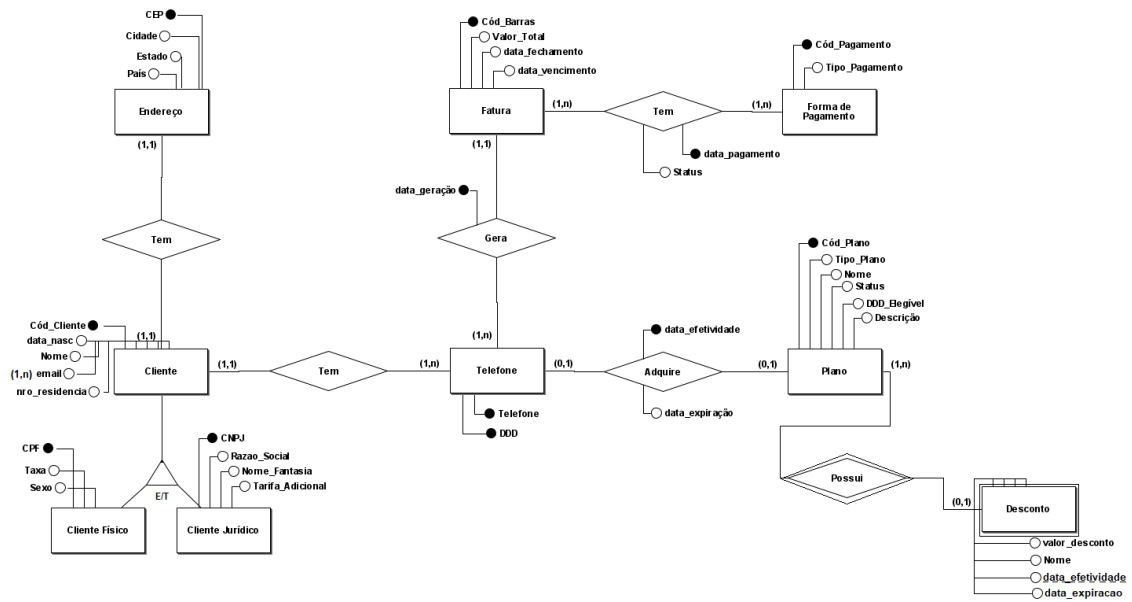 CEP
Cidade
Estado
País
Endereço
(1,1)
Tem
(1,1)
Cód_Cliente
data_nasc
Nome
(1,n) email
nro_residencia
Cliente
(1,1)
Tem
(1,n)
CPF
Taxa
Sexo
Cliente Físico
E/T
CNPJ
Razao_Social
Nome_Fantasia
Tarifa_Adicional
Cliente Jurídico
Cód_Barras
Valor_Total
data_fechamento
data_vencimento
Fatura
(1,n)
Tem
(1,n)
data_pagamento
Status
Cód_Pagamento
Tipo_Pagamento
Forma de
Pagamento
(1,1)
data_geração
Gera
(1,n)
Telefone
Telefone
DDD
(0,1)
data_efetividade
Adquire
data_expiração
(0,1)
Cód_Plano
Tipo_Plano
Nome
Status
DDD_Elegível
Descrição
Plano
(1,n)
Possui
(0,1)
Desconto
valor_desconto
Nome
data_efetividade
data_expiracao